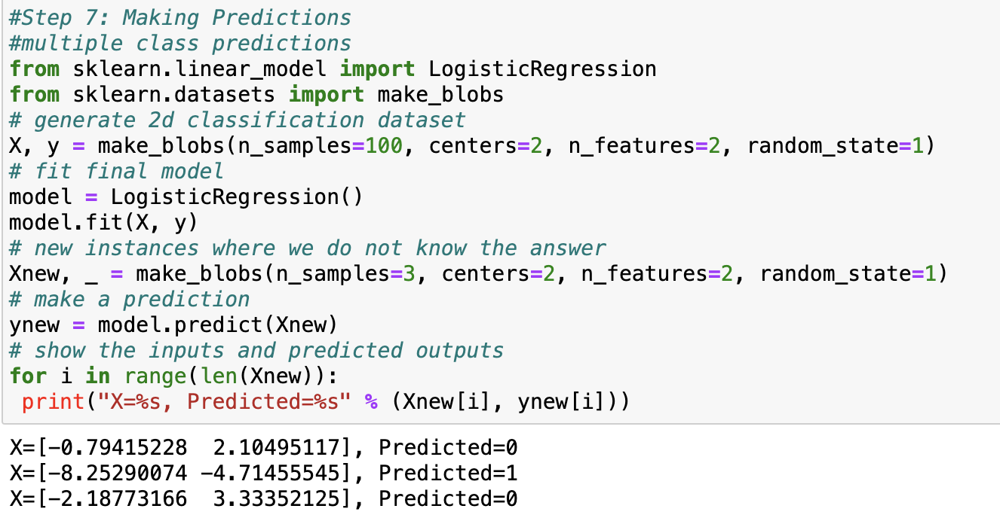 #Step 7: Making Predictions
#multiple class predictions
from sklearn.linear_model import LogisticRegression
from sklearn.datasets import make_blobs
# generate 2d classification dataset
X, y = make_blobs(n_samples=100, centers=2, n_features=2, random_state=1)
# fit final model
model = LogisticRegression()
model.fit(X, y)
# new instances where we do not know the answer
Xnew, _ = make_blobs(n_samples=3, centers=2, n_features=2, random_state=1)
# make a prediction
ynew = model.predict(Xnew)
# show the inputs and predicted outputs
for i in range(len(Xnew)):
 print("X=%s, Predicted=%s" % (Xnew[i], ynew[i]))
X=[-0.79415228  2.10495117], Predicted=0
X=[-8.25290074 -4.71455545], Predicted=1
X=[-2.18773166  3.33352125], Predicted=0